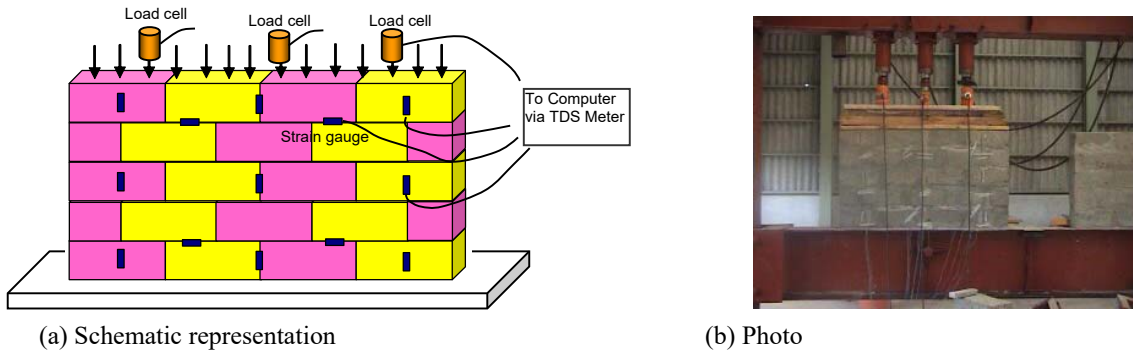 Load cell
Load cell
Load cell
To Computer
via TDS Meter
Strain gauge
(a) Schematic representation
(b) Photo